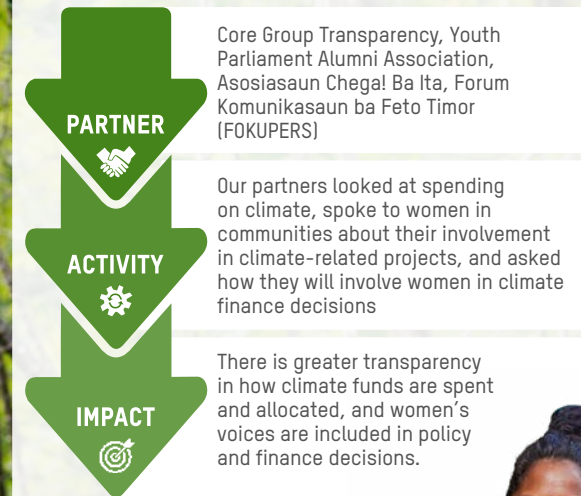 PARTNER
Core Group Transparency, Youth
Parliament Alumni Association,
Asosiasaun Chega! Ba Ita, Forum
Komunikasaun ba Feto Timor
(FOKUPERS)
ACTIVITY
Our partners looked at spending
on climate, spoke to women in
communities about their involvement
in climate-related projects, and asked
how they will involve women in climate
finance decisions
IMPACT
There is greater transparency
in how climate funds are spent
and allocated, and women's
voices are included in policy
and finance decisions.